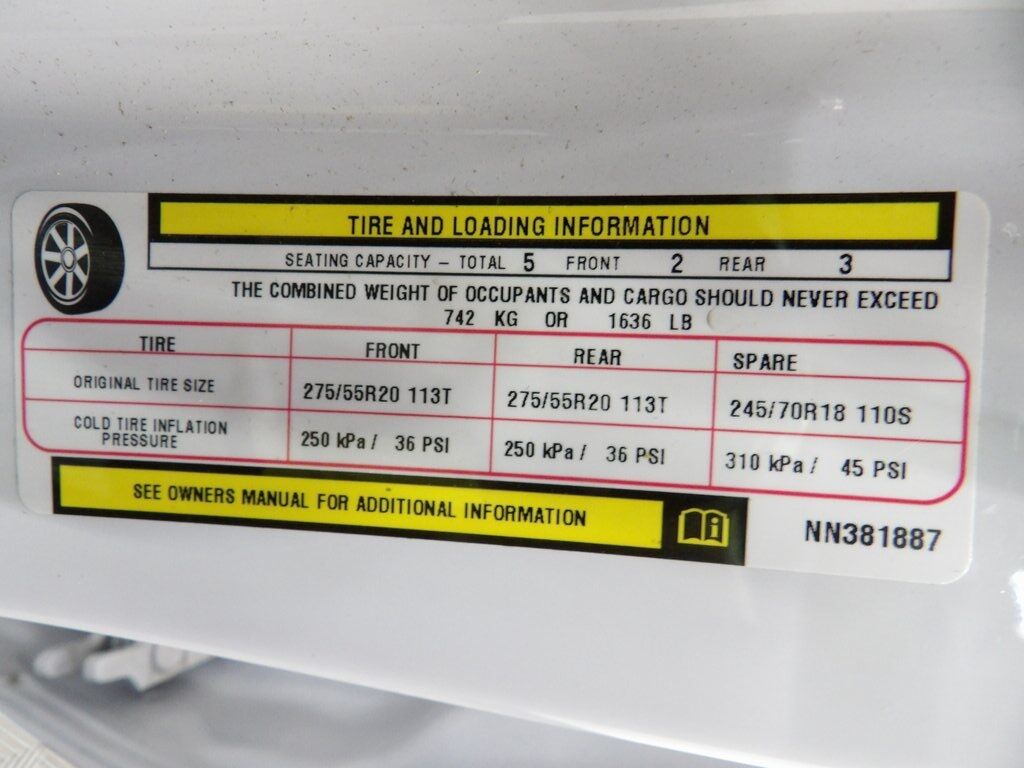 TIRE AND LOADING INFORMATION
SEATING CAPACITY – TOTAL 5 FRONT 2 REAR 3
THE COMBINED WEIGHT OF OCCUPANTS AND CARGO SHOULD NEVER EXCEED
742 KG OR 1636 LB
TIRE FRONT REAR SPARE
ORIGINAL TIRE SIZE 275/55R20 113T 275/55R20 113T 245/70R18 110S
COLD TIRE INFLATION
PRESSURE 250 kPa / 36 PSI 250 kPa / 36 PSI 310 kPa / 45 PSI
SEE OWNERS MANUAL FOR ADDITIONAL INFORMATION
NN381887